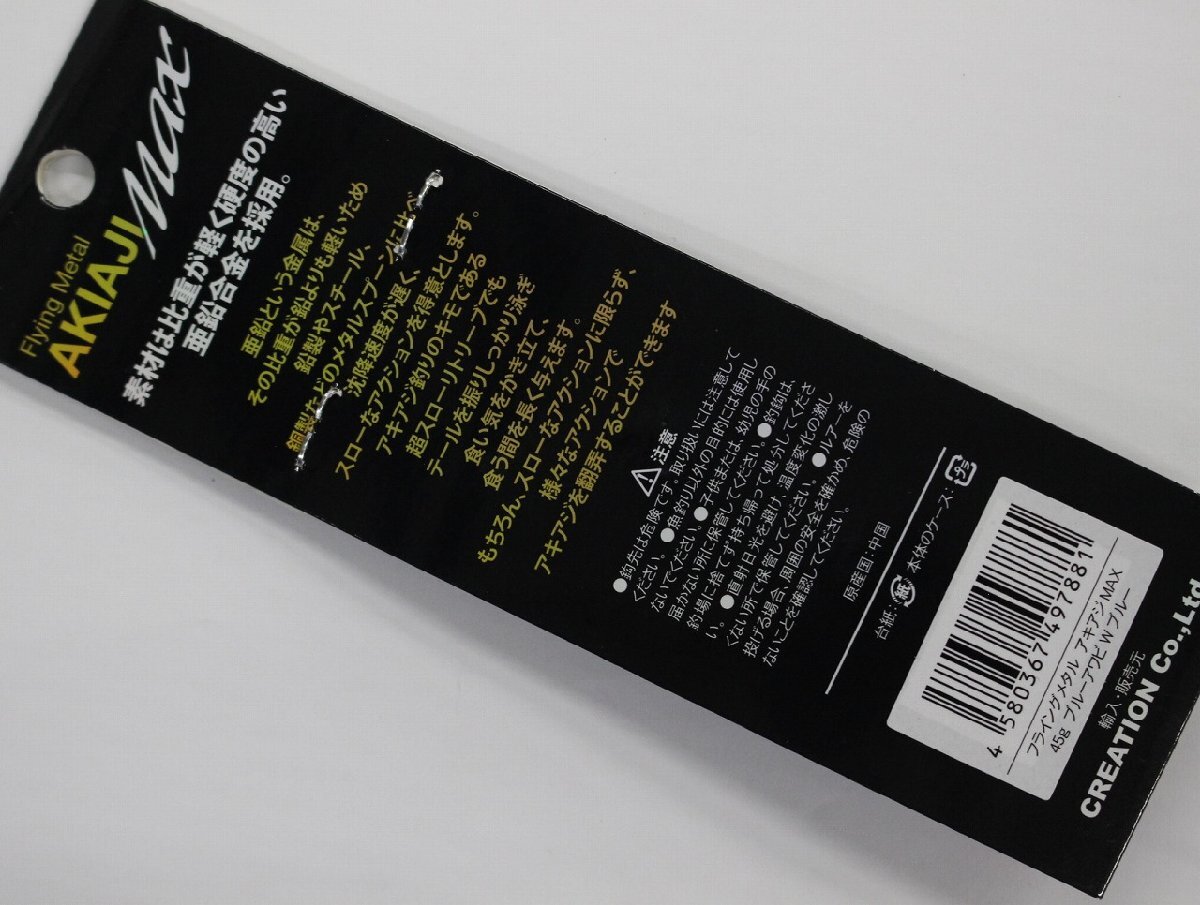 Flying Metal
AKIAJI Max
素材は比重が軽く硬度の高い
亜鉛合金を採用。
亜鉛という金属は、
その比重が鉛よりも軽いため
鉛製やスチール、
銅製などのメタルスプーンに比べ
沈降速度が遅く、
スローなアクションを得意とします。
アキアジ釣りのキモである
超スローリトリーブでも
テールを振りしっかり泳ぎ
食い気をかき立て、
食う間を長く与えます。
もちろん、スローなアクションに限らず、
様々なアクションで
アキアジを翻弄することができます
注意
●鈎先は危険です。取り扱いには注意して
ください。●魚釣り以外の目的には使用し
ないでください。●子供または、幼児の手の
届かない所に保管してください。●釣鈎は、
釣場に捨てず持ち帰って処分してくださ
い。●直射日光を避け、温度変化の激し
くない所で保管してください。●ルアーを
投げる場合、周囲の安全を確かめ、危険の
ないことを確認してください。
原産国：中国
台紙：紙 本体のケース：プラ
4 580367 497881
フライングメタル アキアジMAX
45g ブルーアワビ W ブルー
輸入・販売元
CREATION Co.,Ltd